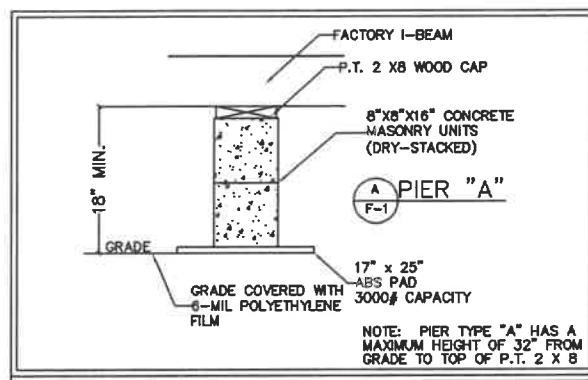 FACTORY I-BEAM
P.T. 2 X8 WOOD CAP
8"X8"X16" CONCRETE
MASONRY UNITS
(DRY-STACKED)
18" MIN.
A
F-1
PIER "A"
GRADE
17" x 25"
ABS PAD
3000# CAPACITY
GRADE COVERED WITH
6-MIL POLYETHYLENE
FILM
NOTE: PIER TYPE "A" HAS A
MAXIMUM HEIGHT OF 32" FROM
GRADE TO TOP OF P.T. 2 X 8